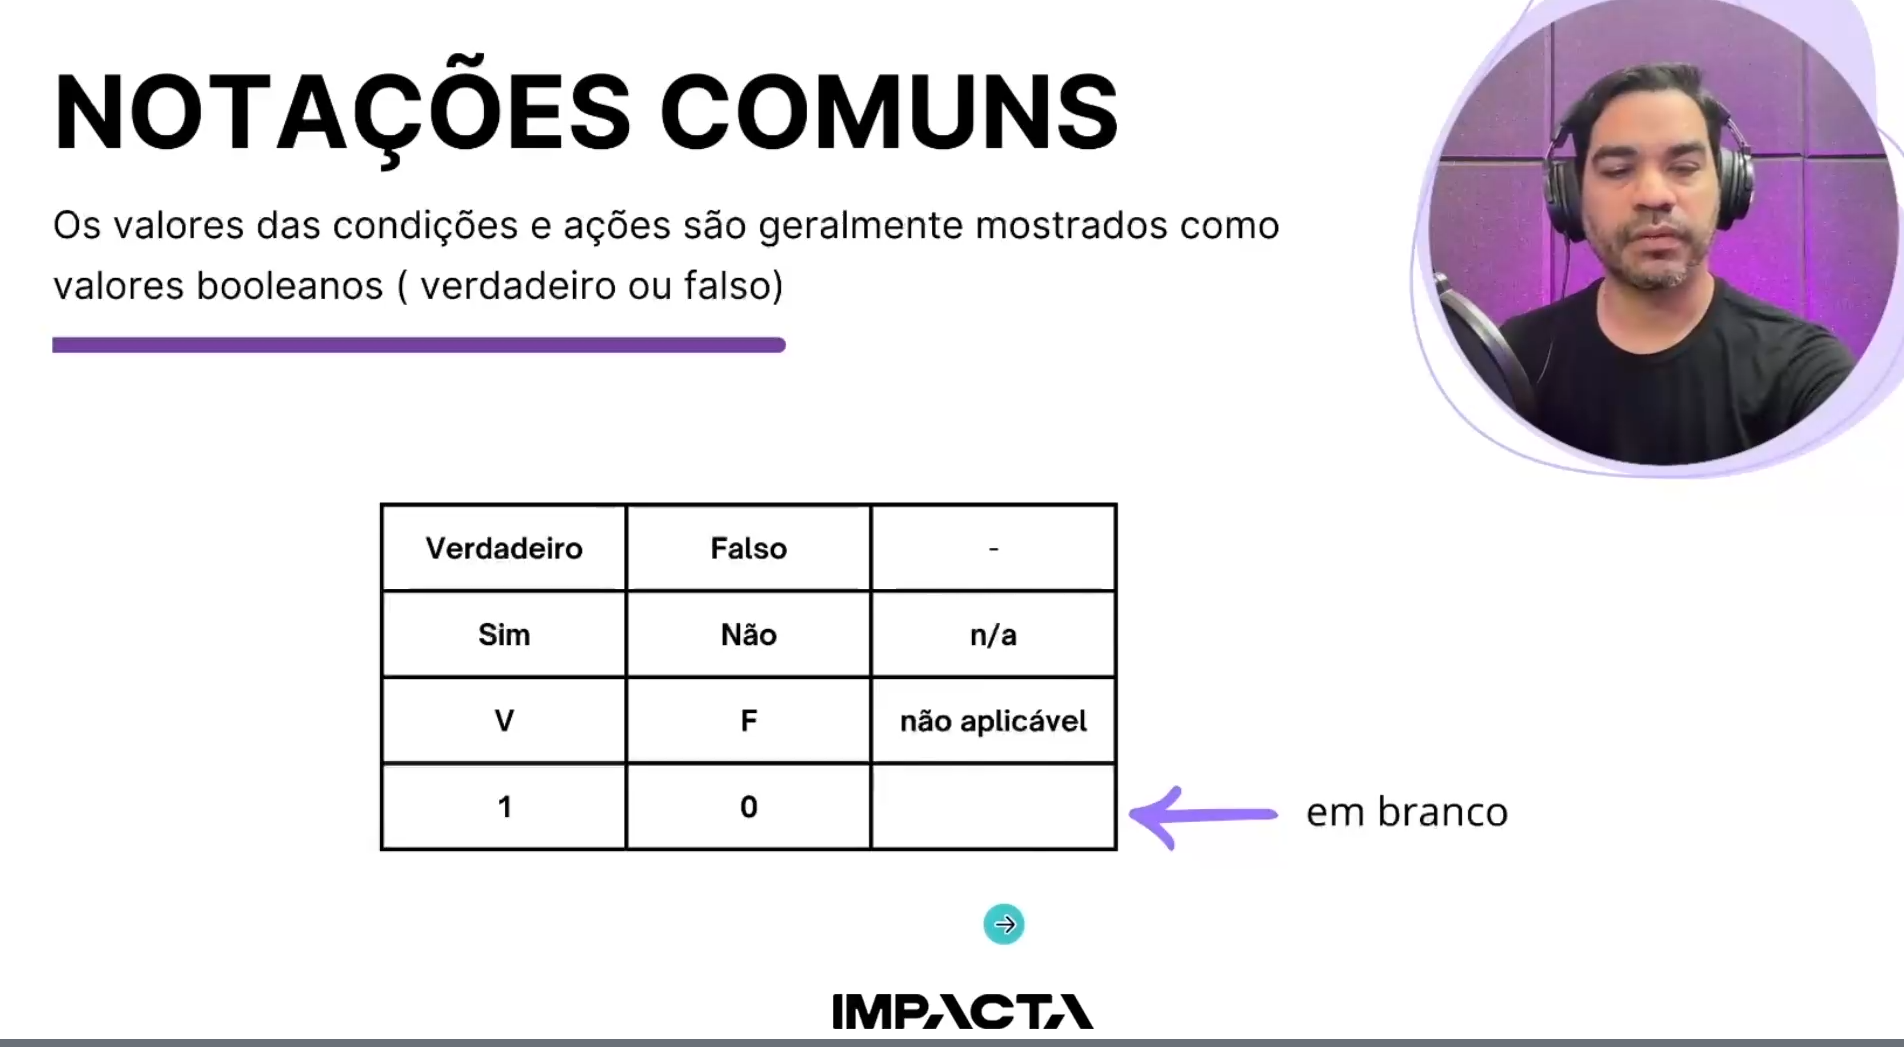 NOTAÇÕES COMUNS
Os valores das condições e ações são geralmente mostrados como
valores booleanos ( verdadeiro ou falso)
Verdadeiro Falso -
Sim Não n/a
V F não aplicável
1 0
em branco
IMPACTA